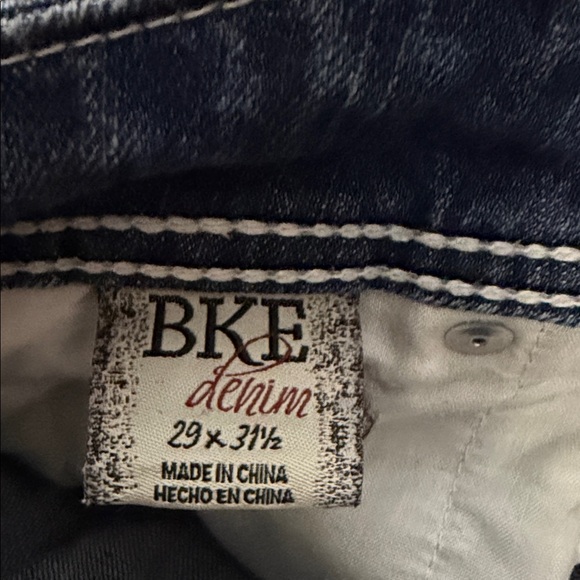 BKE
denim
29 x 31½
MADE IN CHINA
HECHO EN CHINA